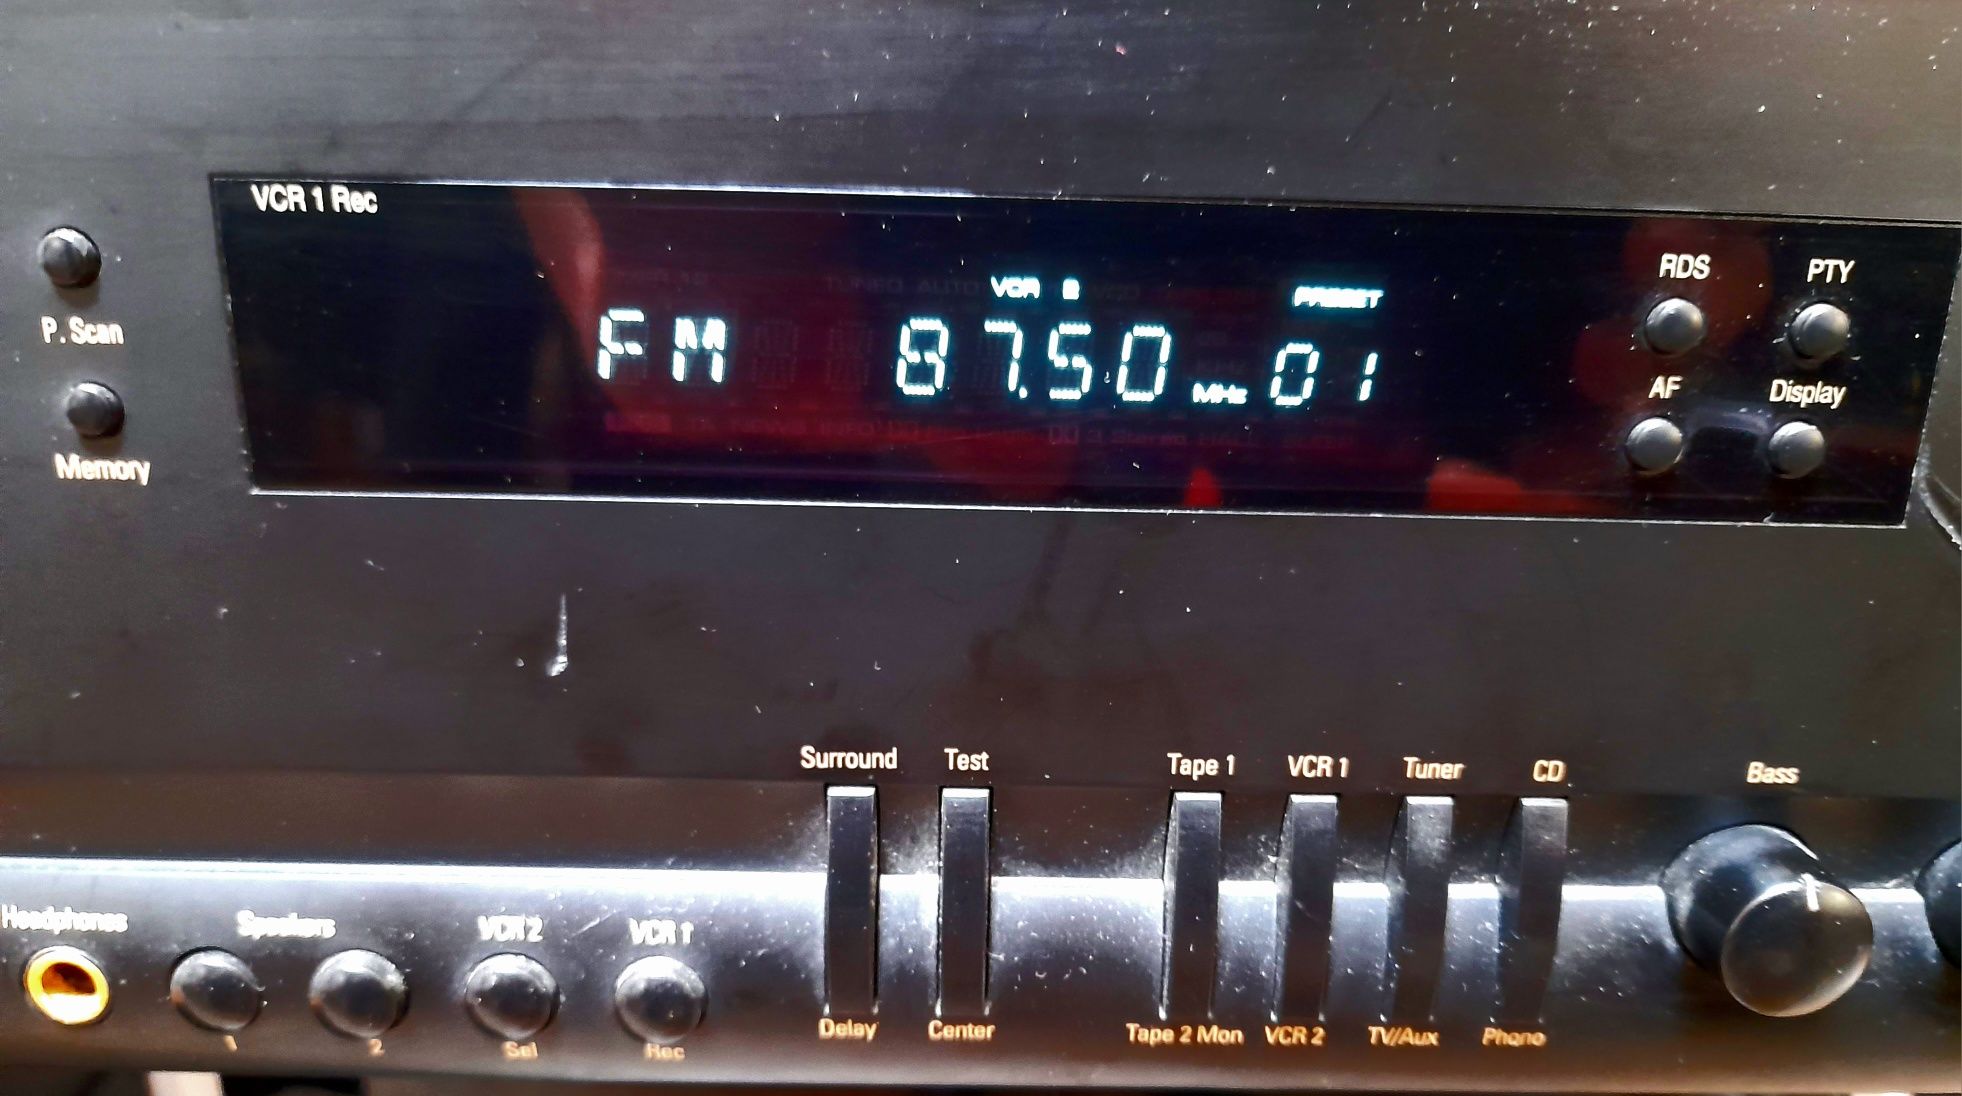 VCR 1 Rec
RDS PTY
P. Scan
VCR 2 PRESET
FM 87.50 MHz 01
AF Display
Memory
Surround Test Tape 1 VCR 1 Tuner CD Bass
Headphones Speakers VCR 2 VCR 1
1 2 Sel Rec
Delay Center Tape 2 Mon VCR 2 TV/Aux Phono